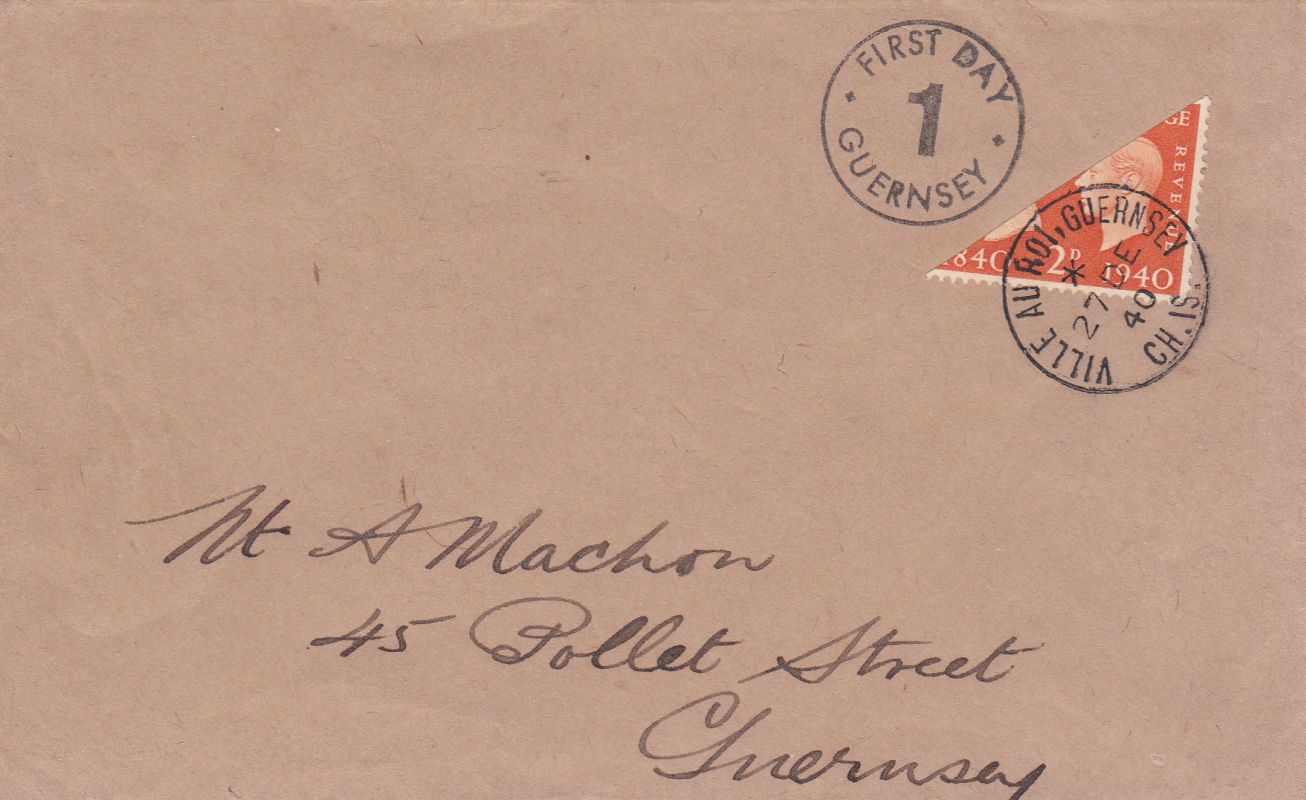 FIRST DAY
1
GUERNSEY
GE REVENUE
1840 2D 1940
VILLE AU ROI, GUERNSEY
*
27 DE
40
CH. IS.
Mr A Machon
45 Pollet Street
Guernsey